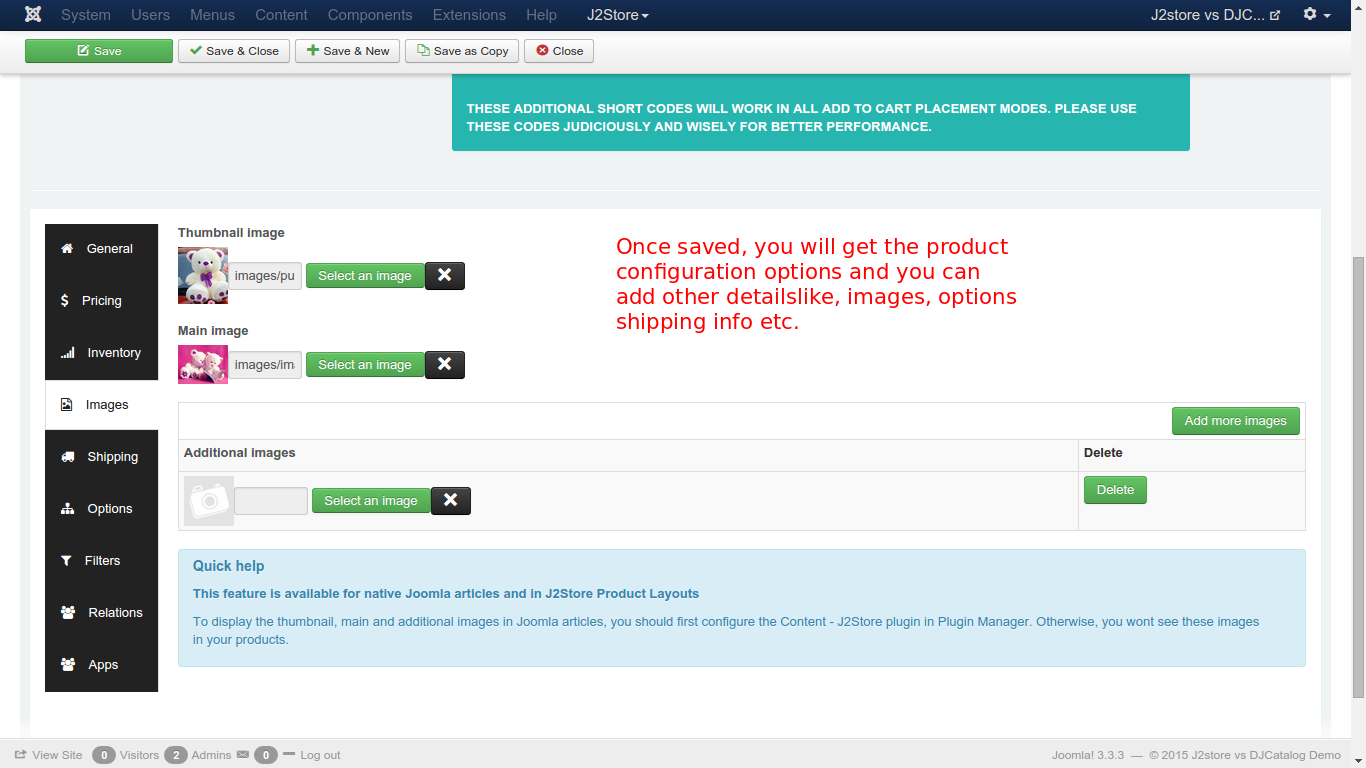 System Users Menus Content Components Extensions Help J2Store J2store vs DJC...
Save Save & Close Save & New Save as Copy Close
THESE ADDITIONAL SHORT CODES WILL WORK IN ALL ADD TO CART PLACEMENT MODES. PLEASE USE
THESE CODES JUDICIOUSLY AND WISELY FOR BETTER PERFORMANCE.
General
Pricing
Inventory
Images
Shipping
Options
Filters
Relations
Apps
Thumbnail image
images/pu Select an image
Main image
images/im Select an image
Once saved, you will get the product
configuration options and you can
add other detailslike, images, options
shipping info etc.
Add more images
Additional images Delete
Select an image Delete
Quick help
This feature is available for native Joomla articles and in J2Store Product Layouts
To display the thumbnail, main and additional images in Joomla articles, you should first configure the Content - J2Store plugin in Plugin Manager. Otherwise, you wont see these images
in your products.
View Site 0 Visitors 2 Admins 0 Log out Joomla! 3.3.3 — © 2015 J2store vs DJCatalog Demo